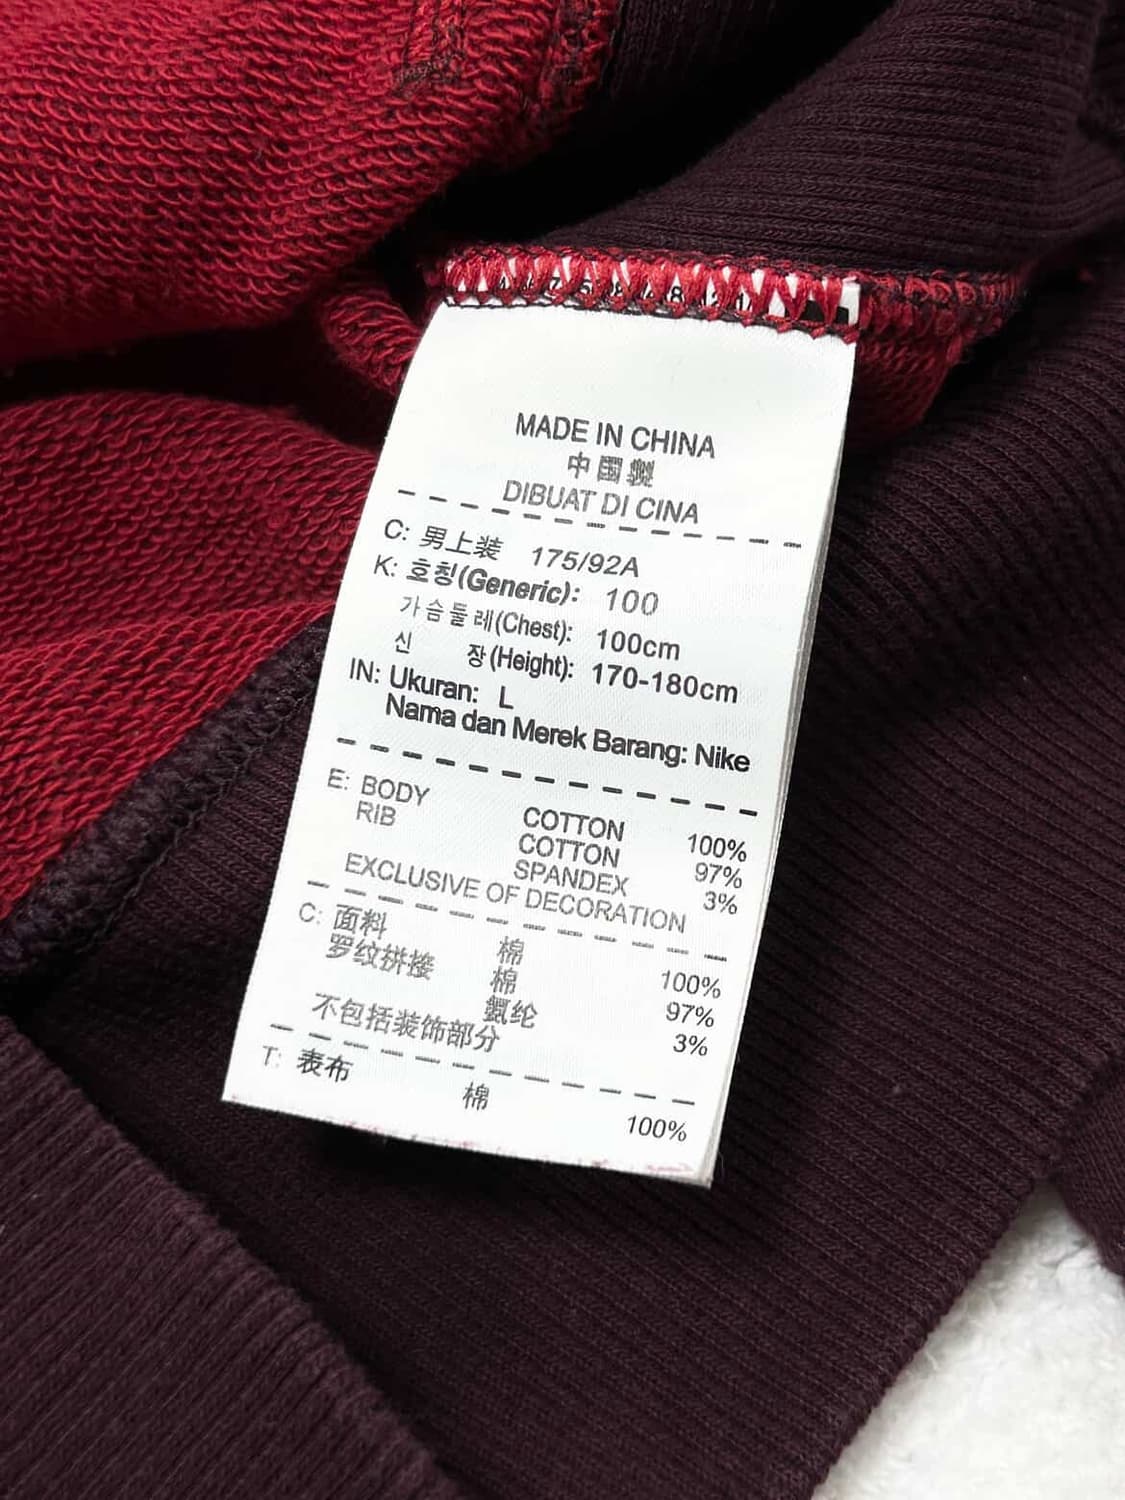 MADE IN CHINA
中国製
DIBUAT DI CINA
C: 男上装 175/92A
K: 호칭(Generic): 100
가슴둘레(Chest): 100cm
신 장(Height): 170-180cm
IN: Ukuran: L
Nama dan Merek Barang: Nike
E: BODY COTTON 100%
RIB COTTON 97%
SPANDEX 3%
EXCLUSIVE OF DECORATION
C: 面料 棉 100%
罗纹拼接 棉 97%
氨纶 3%
不包括装饰部分
T: 表布 棉 100%